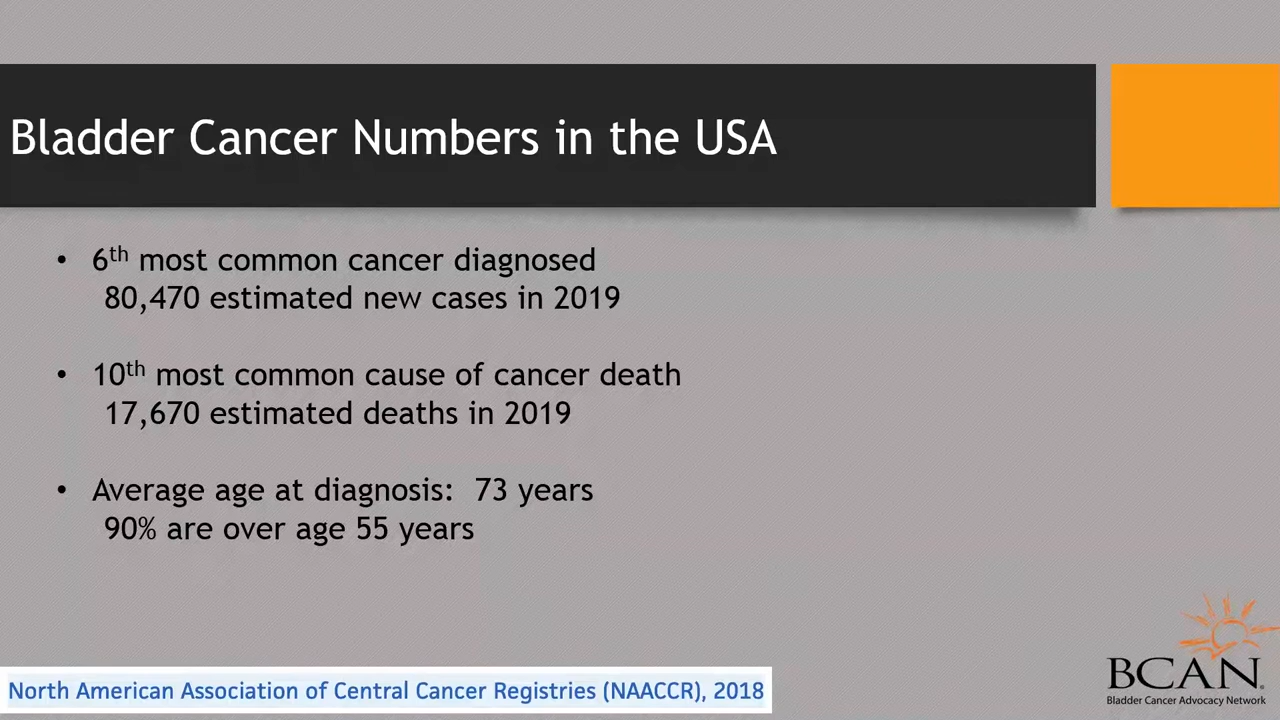 Bladder Cancer Numbers in the USA
• 6th most common cancer diagnosed
80,470 estimated new cases in 2019
• 10th most common cause of cancer death
17,670 estimated deaths in 2019
• Average age at diagnosis: 73 years
90% are over age 55 years
North American Association of Central Cancer Registries (NAACCR), 2018
BCAN
Bladder Cancer Advocacy Network